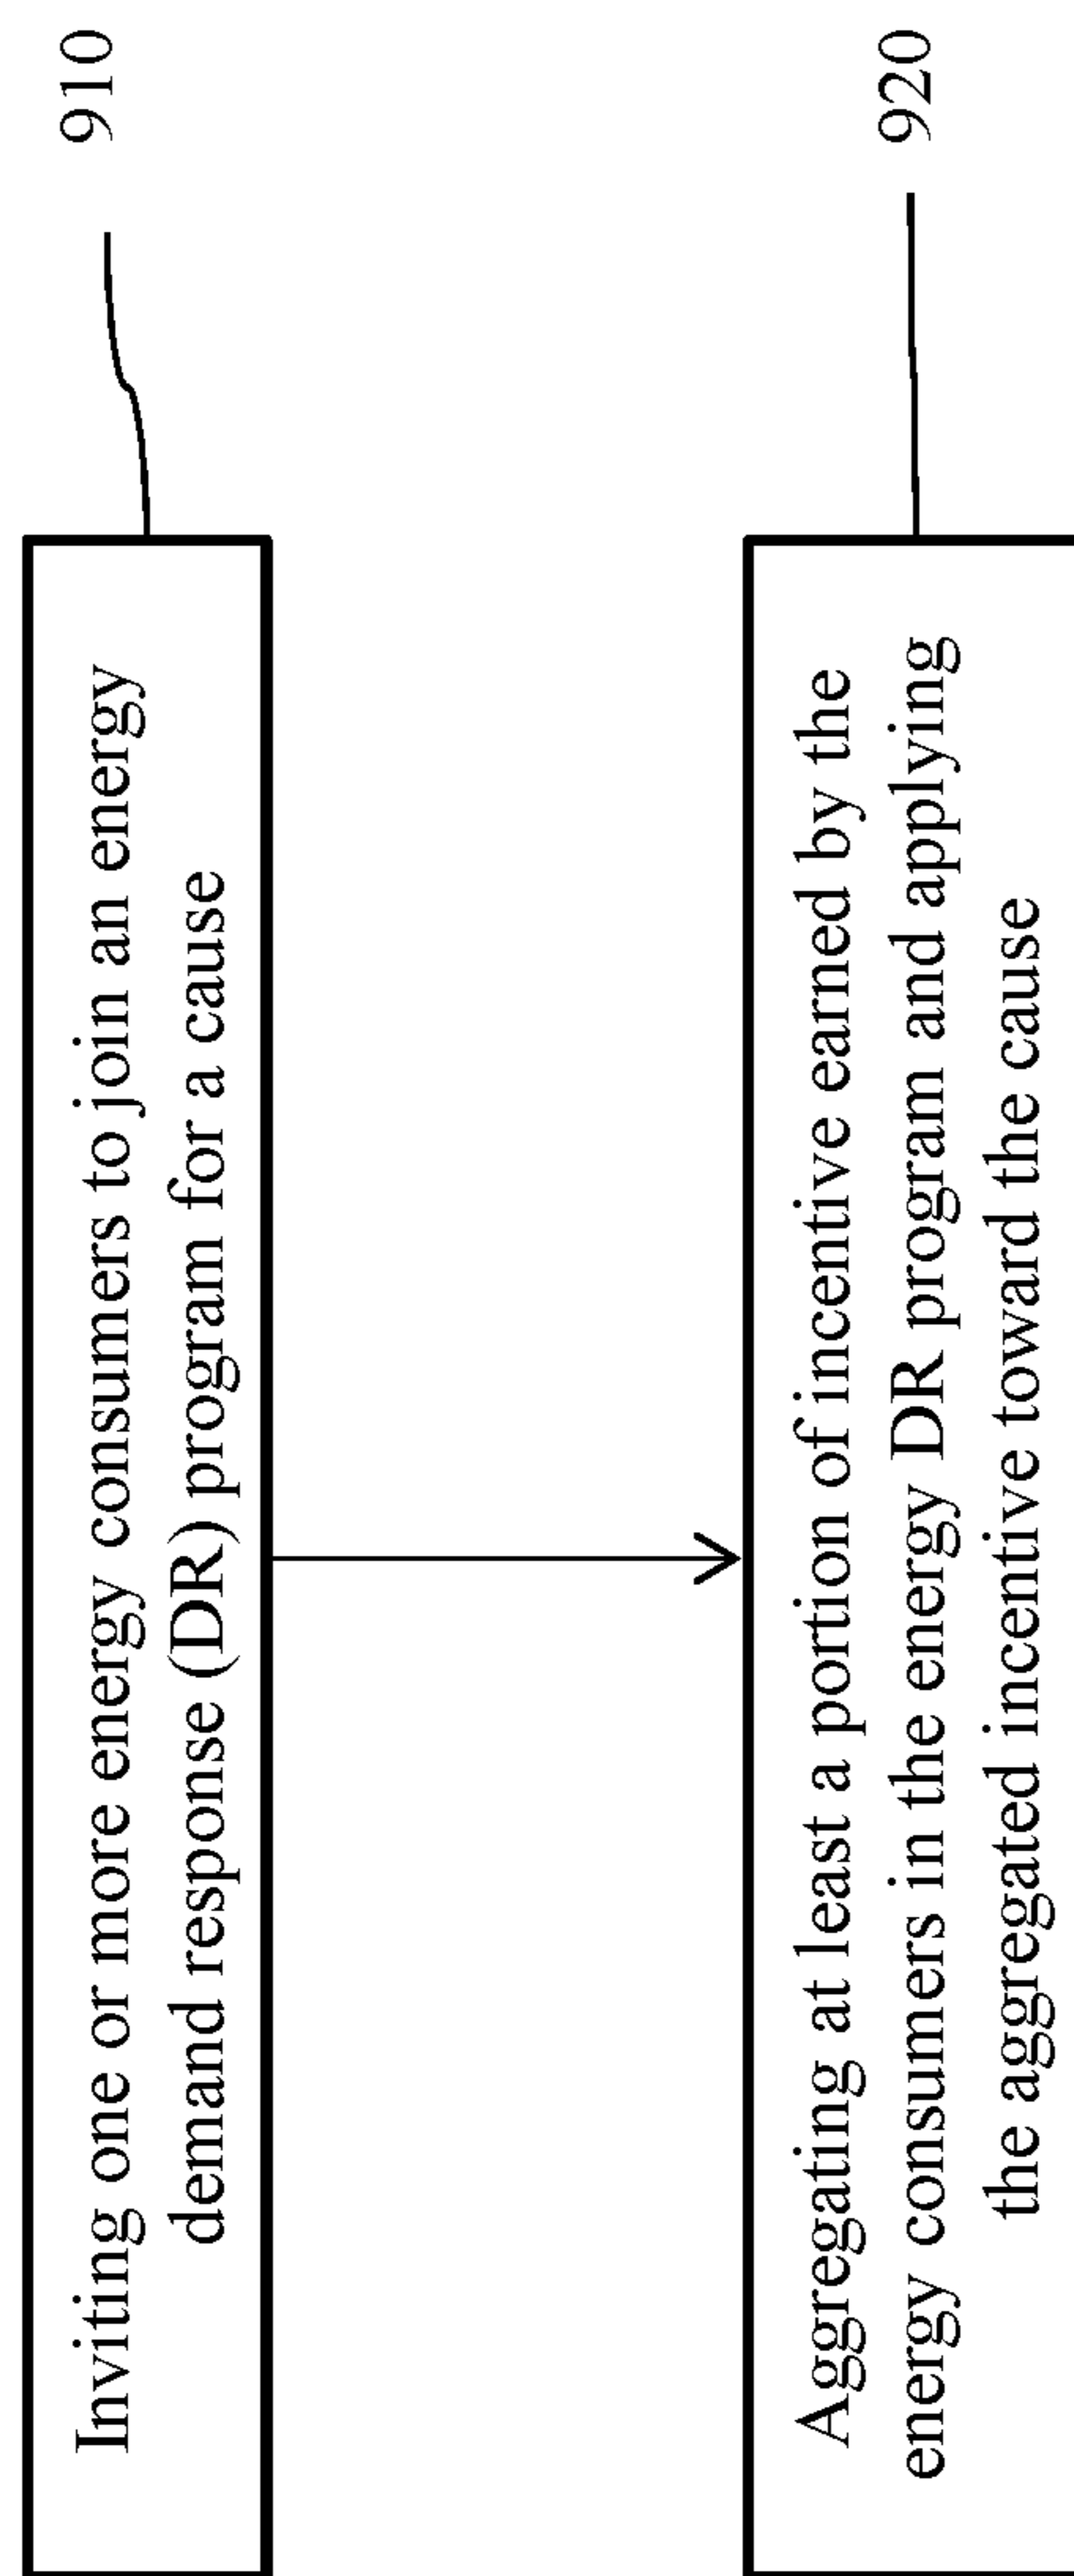 Inviting one or more energy consumers to join an energy
demand response (DR) program for a cause
910
Aggregating at least a portion of incentive earned by the
energy consumers in the energy DR program and applying
the aggregated incentive toward the cause
920